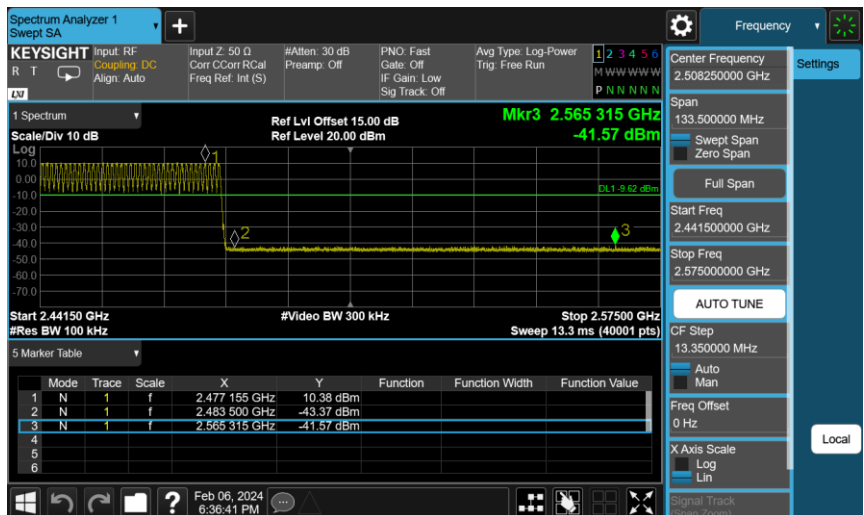 Spectrum Analyzer 1
Swept SA
Frequency
KEYSIGHT
R T
LXI
Input: RF
Coupling: DC
Align: Auto
Input Z: 50 Ω
Corr CCorr RCal
Freq Ref: Int (S)
#Atten: 30 dB
Preamp: Off
PNO: Fast
Gate: Off
IF Gain: Low
Sig Track: Off
Avg Type: Log-Power
Trig: Free Run
1 2 3 4 5 6
M W W W W W
P N N N N N
1 Spectrum
Scale/Div 10 dB
Ref Lvl Offset 15.00 dB
Ref Level 20.00 dBm
Mkr3 2.565 315 GHz
-41.57 dBm
Log
10.0
0.00
-10.0
-20.0
-30.0
-40.0
-50.0
-60.0
-70.0
1
2
3
DL1 -9.62 dBm
Start 2.44150 GHz
#Res BW 100 kHz
#Video BW 300 kHz
Stop 2.57500 GHz
Sweep 13.3 ms (40001 pts)
5 Marker Table
Mode Trace Scale X Y Function Function Width Function Value
1 N 1 f 2.477 155 GHz 10.38 dBm
2 N 1 f 2.483 500 GHz -43.37 dBm
3 N 1 f 2.565 315 GHz -41.57 dBm
4
5
6
Feb 06, 2024
6:36:41 PM
Center Frequency
2.508250000 GHz
Span
133.500000 MHz
Swept Span
Zero Span
Full Span
Start Freq
2.441500000 GHz
Stop Freq
2.575000000 GHz
AUTO TUNE
CF Step
13.350000 MHz
Auto
Man
Freq Offset
0 Hz
X Axis Scale
Log
Lin
Signal Track
(Span Zoom)
Settings
Local